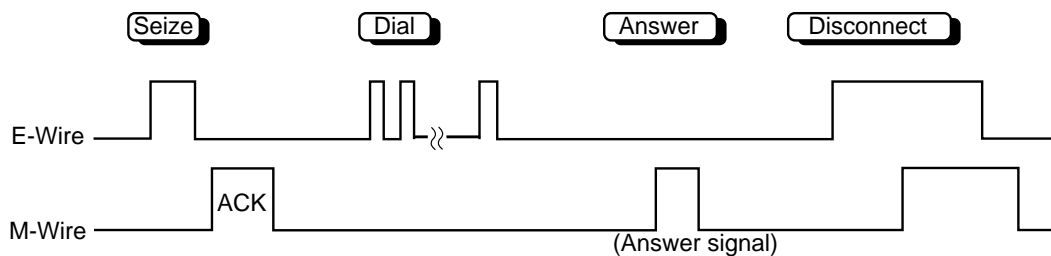 Seize Dial Answer Disconnect
E-Wire
ACK
M-Wire
(Answer signal)